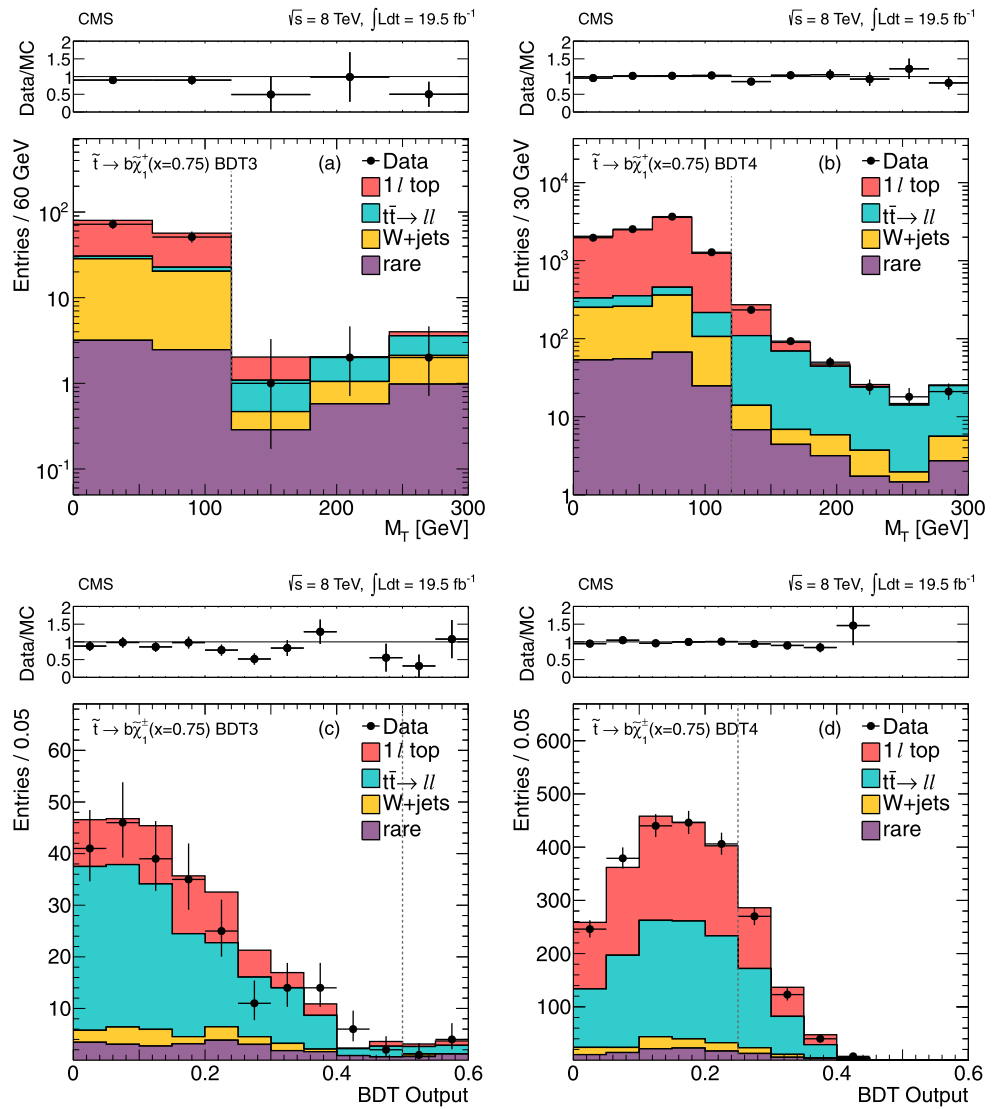 CMS √s = 8 TeV, ∫Ldt = 19.5 fb⁻¹
Data/MC
2
1.5
1
0.5
0
Entries / 60 GeV
t̃ → bχ̃₁⁺(x=0.75) BDT3 (a)
Data
1l top
tt̄→ ll
W+jets
rare
10²
10
1
10⁻¹
0 100 200 300
M_T [GeV]
CMS √s = 8 TeV, ∫Ldt = 19.5 fb⁻¹
Data/MC
2
1.5
1
0.5
0
Entries / 30 GeV
t̃ → bχ̃₁⁺(x=0.75) BDT4 (b)
Data
1l top
tt̄→ ll
W+jets
rare
10⁴
10³
10²
10
1
0 100 200 300
M_T [GeV]
CMS √s = 8 TeV, ∫Ldt = 19.5 fb⁻¹
Data/MC
2
1.5
1
0.5
0
Entries / 0.05
t̃ → bχ̃₁±(x=0.75) BDT3 (c)
Data
1l top
tt̄→ ll
W+jets
rare
60
50
40
30
20
10
0 0.2 0.4 0.6
BDT Output
CMS √s = 8 TeV, ∫Ldt = 19.5 fb⁻¹
Data/MC
2
1.5
1
0.5
0
Entries / 0.05
t̃ → bχ̃₁±(x=0.75) BDT4 (d)
Data
1l top
tt̄→ ll
W+jets
rare
600
500
400
300
200
100
0 0.2 0.4 0.6
BDT Output